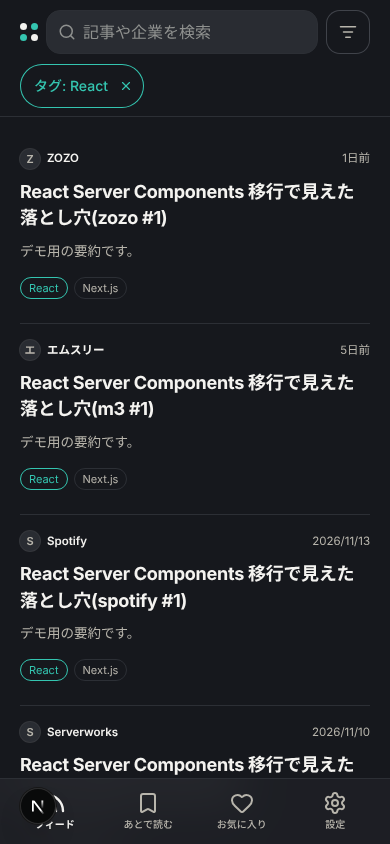 記事や企業を検索
タグ: React ×
Z ZOZO 1日前
React Server Components 移行で見えた
落とし穴(zozo #1)
デモ用の要約です。
React Next.js
エ エムスリー 5日前
React Server Components 移行で見えた
落とし穴(m3 #1)
デモ用の要約です。
React Next.js
S Spotify 2026/11/13
React Server Components 移行で見えた
落とし穴(spotify #1)
デモ用の要約です。
React Next.js
S Serverworks 2026/11/10
React Server Components 移行で見えた
N
フィード あとで読む お気に入り 設定